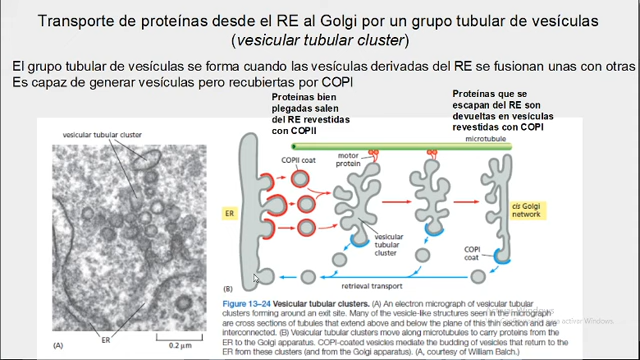 Transporte de proteínas desde el RE al Golgi por un grupo tubular de vesículas
(vesicular tubular cluster)
El grupo tubular de vesículas se forma cuando las vesículas derivadas del RE se fusionan unas con otras
Es capaz de generar vesículas pero recubiertas por COPI
Proteínas bien
plegadas salen
del RE revestidas
con COPII
Proteínas que se
escapan del RE son
devueltas en vesículas
revestidas con COPI
vesicular tubular cluster
ER
(A)
0.2 µm
COPII coat
motor
protein
microtubule
ER
vesicular
tubular
cluster
cis Golgi
network
COPI
coat
retrieval transport
(B)
Figure 13–24 Vesicular tubular clusters. (A) An electron micrograph of vesicular tubular
clusters forming around an exit site. Many of the vesicle-like structures seen in the micrograph
are cross sections of tubules that extend above and below the plane of this thin section and are
interconnected. (B) Vesicular tubular clusters move along microtubules to carry proteins from the
ER to the Golgi apparatus. COPI-coated vesicles mediate the budding of vesicles that return to the
ER from these clusters (and from the Golgi apparatus). (A, courtesy of William Balch.)
Windows
activar Windows.